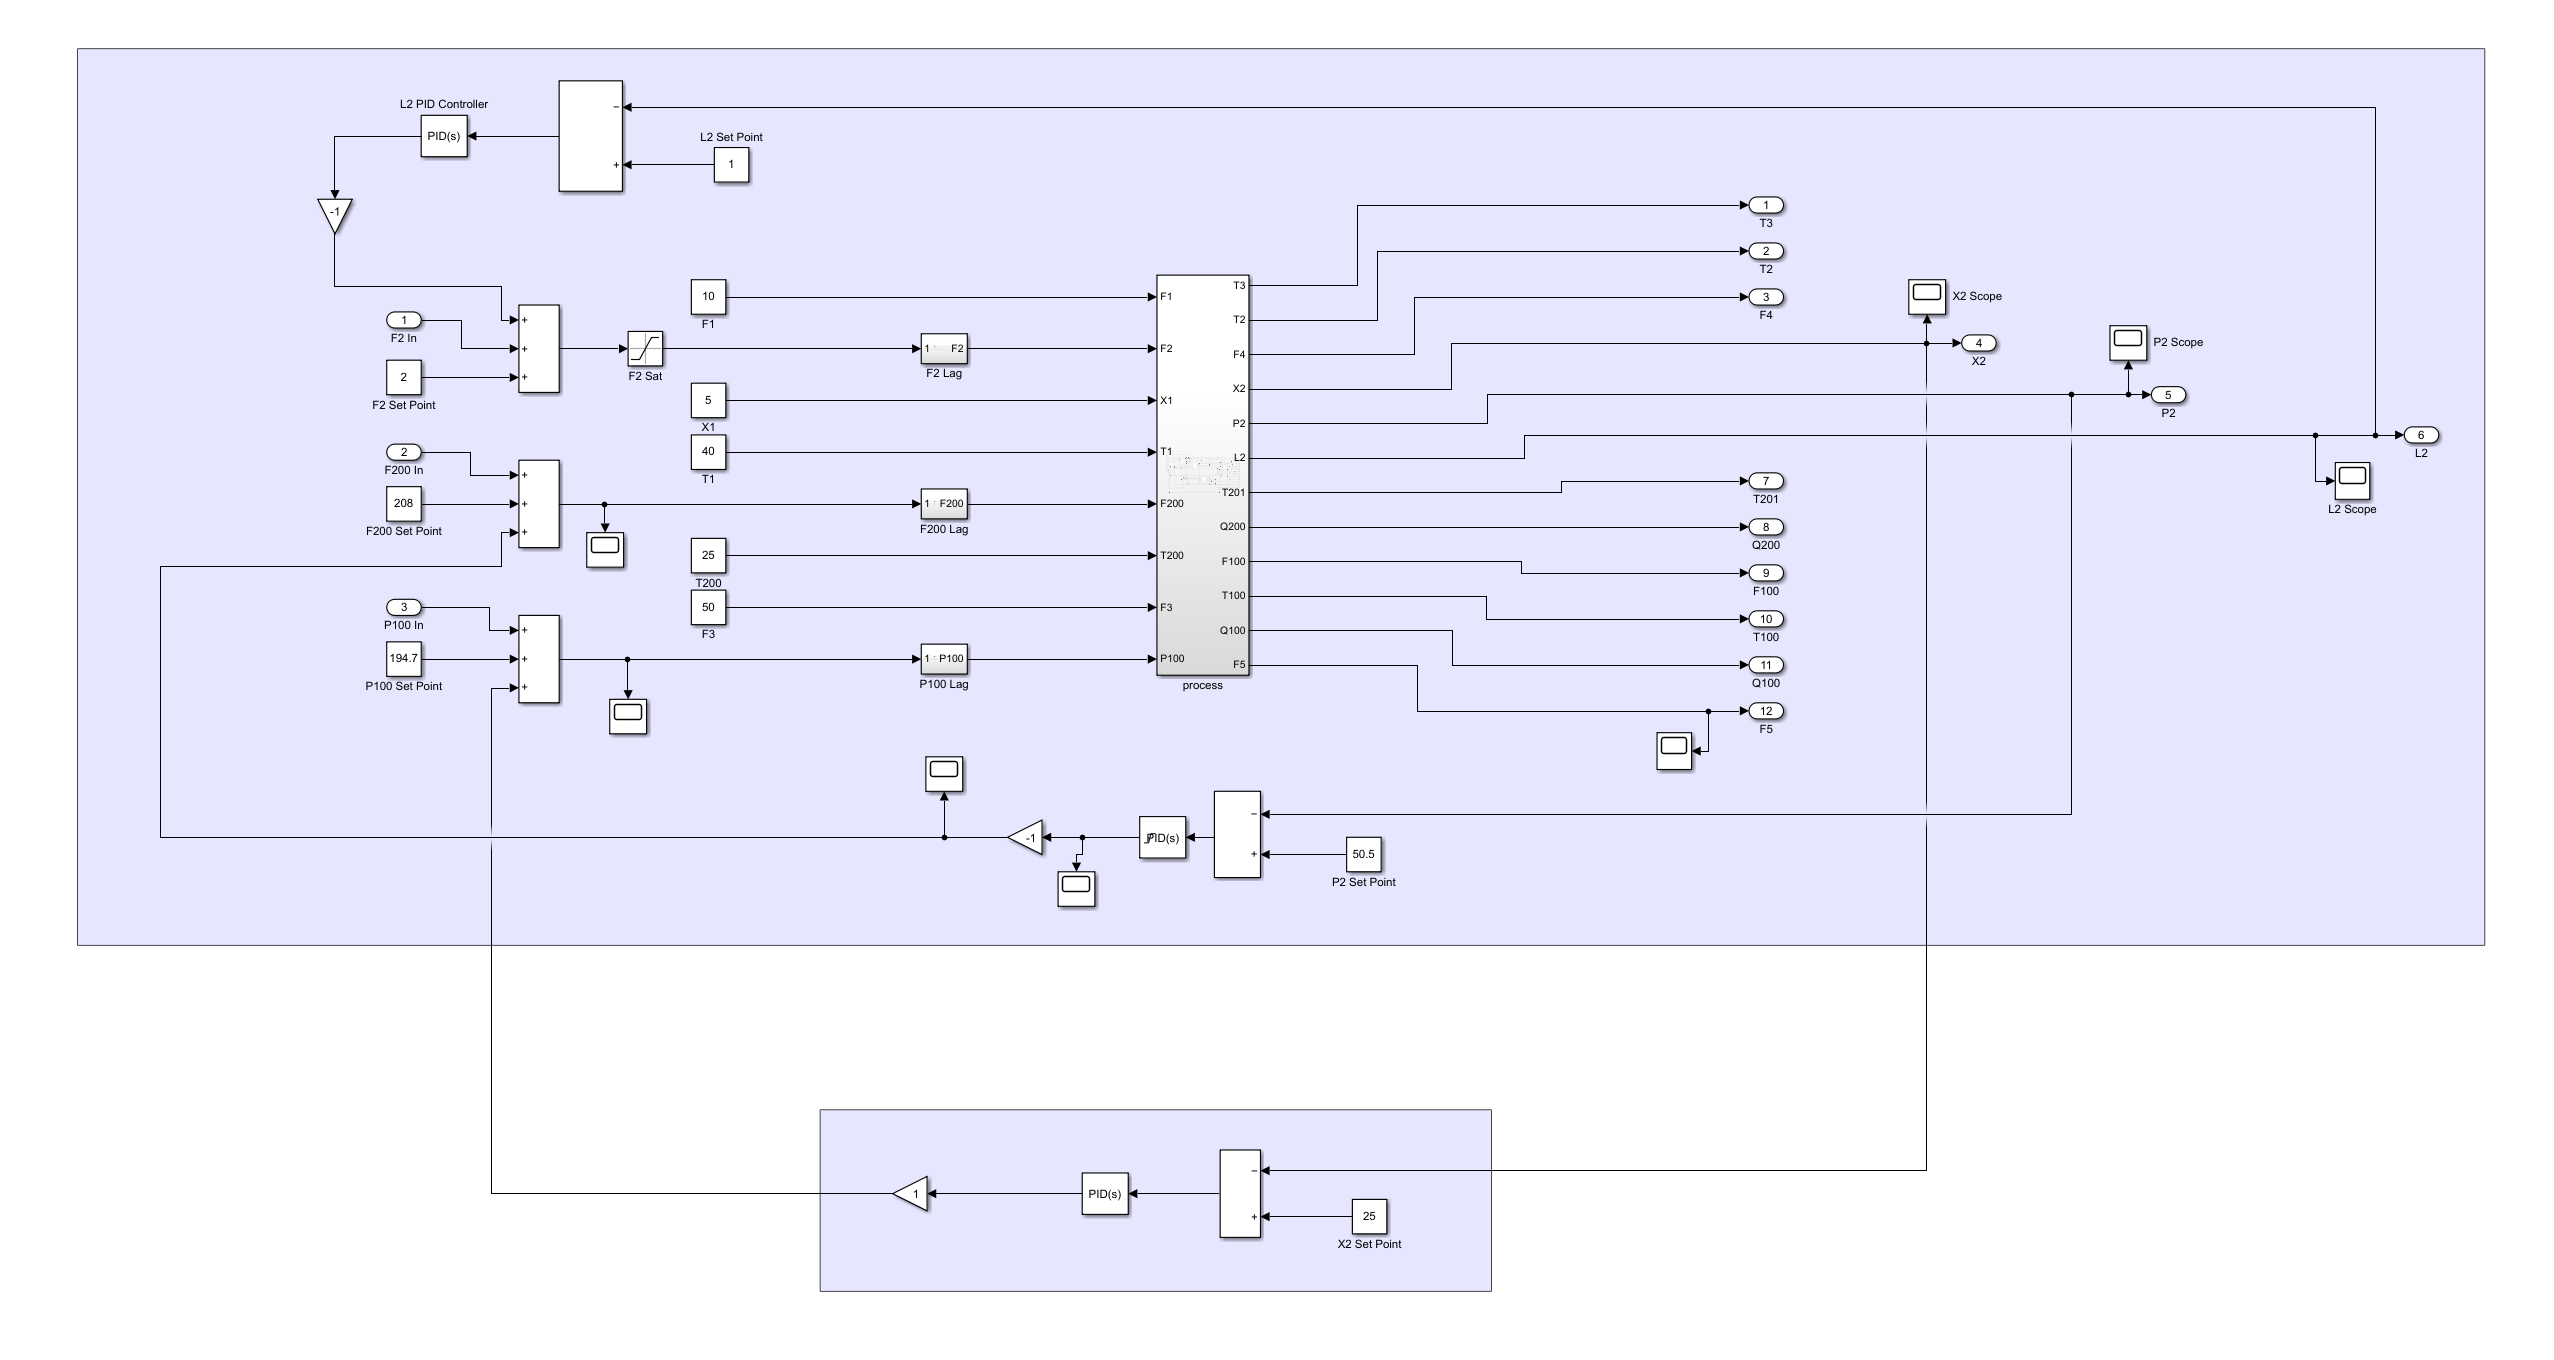 L2 PID Controller
PID(s)
−
+
L2 Set Point
1
-1
1
F2 In
2
F2 Set Point
+
+
+
F2 Sat
10
F1
1
F2
F2 Lag
5
X1
40
T1
2
F200 In
208
F200 Set Point
+
+
+
1
F200
F200 Lag
25
T200
50
F3
3
P100 In
194.7
P100 Set Point
+
+
+
1
P100
P100 Lag
F1
F2
X1
T1
F200
T200
F3
P100
T3
T2
F4
X2
P2
L2
T201
Q200
F100
T100
Q100
F5
process
1
T3
2
T2
3
F4
X2 Scope
4
X2
P2 Scope
5
P2
6
L2
L2 Scope
7
T201
8
Q200
9
F100
10
T100
11
Q100
12
F5
-1
PID(s)
−
+
50.5
P2 Set Point
1
PID(s)
−
+
25
X2 Set Point